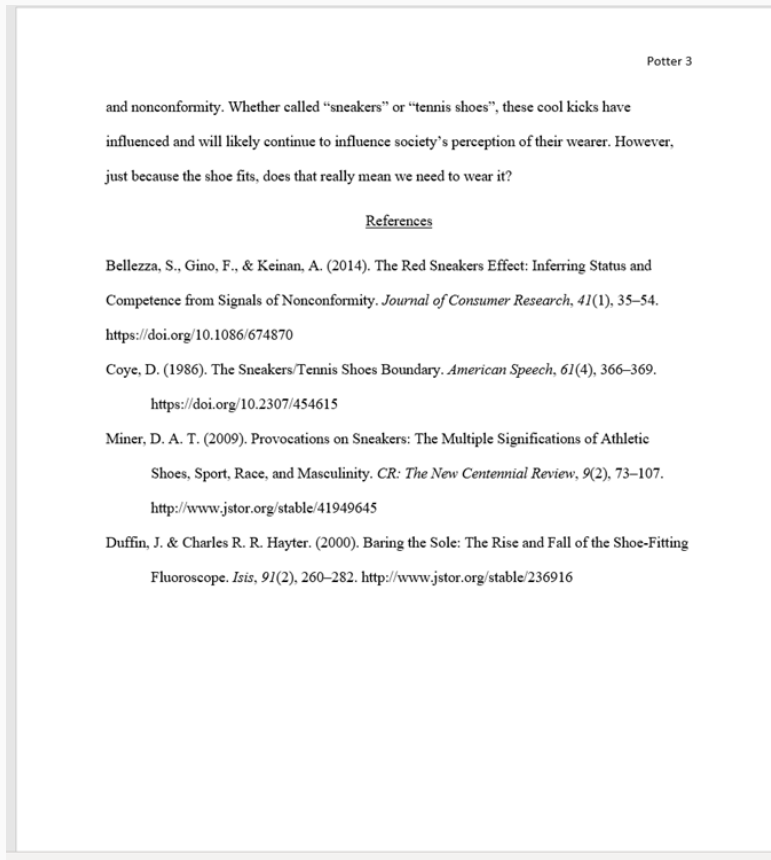 Potter 3
and nonconformity. Whether called “sneakers” or “tennis shoes”, these cool kicks have
influenced and will likely continue to influence society’s perception of their wearer. However,
just because the shoe fits, does that really mean we need to wear it?
References
Bellezza, S., Gino, F., & Keinan, A. (2014). The Red Sneakers Effect: Inferring Status and
Competence from Signals of Nonconformity. Journal of Consumer Research, 41(1), 35–54.
https://doi.org/10.1086/674870
Coye, D. (1986). The Sneakers/Tennis Shoes Boundary. American Speech, 61(4), 366–369.
https://doi.org/10.2307/454615
Miner, D. A. T. (2009). Provocations on Sneakers: The Multiple Significations of Athletic
Shoes, Sport, Race, and Masculinity. CR: The New Centennial Review, 9(2), 73–107.
http://www.jstor.org/stable/41949645
Duffin, J. & Charles R. R. Hayter. (2000). Baring the Sole: The Rise and Fall of the Shoe-Fitting
Fluoroscope. Isis, 91(2), 260–282. http://www.jstor.org/stable/236916